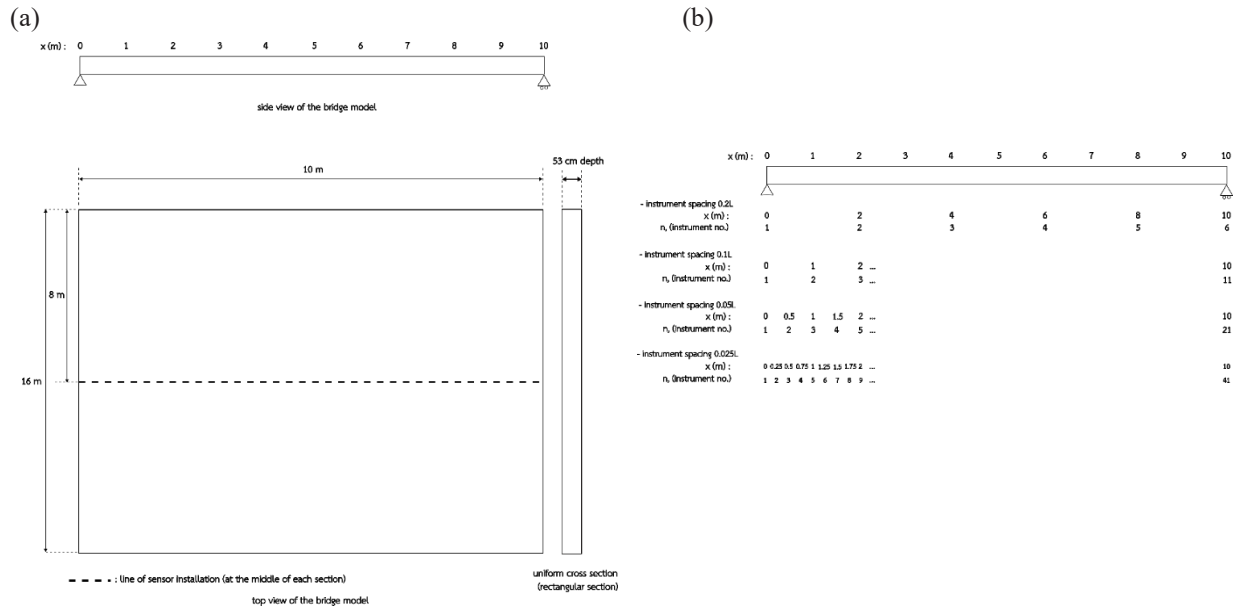 (a)
x (m) : 0 1 2 3 4 5 6 7 8 9 10
side view of the bridge model
53 cm depth
10 m
8 m
16 m
: line of sensor installation (at the middle of each section)
top view of the bridge model
uniform cross section
(rectangular section)
(b)
x (m) : 0 1 2 3 4 5 6 7 8 9 10
- instrument spacing 0.2L
x (m) : 0 2 4 6 8 10
n, (instrument no.) 1 2 3 4 5 6
- instrument spacing 0.1L
x (m) : 0 1 2 ... 10
n, (instrument no.) 1 2 3 ... 11
- instrument spacing 0.05L
x (m) : 0 0.5 1 1.5 2 ... 10
n, (instrument no.) 1 2 3 4 5 ... 21
- instrument spacing 0.025L
x (m) : 0 0.25 0.5 0.75 1 1.25 1.5 1.75 2 ... 10
n, (instrument no.) 1 2 3 4 5 6 7 8 9 ... 41